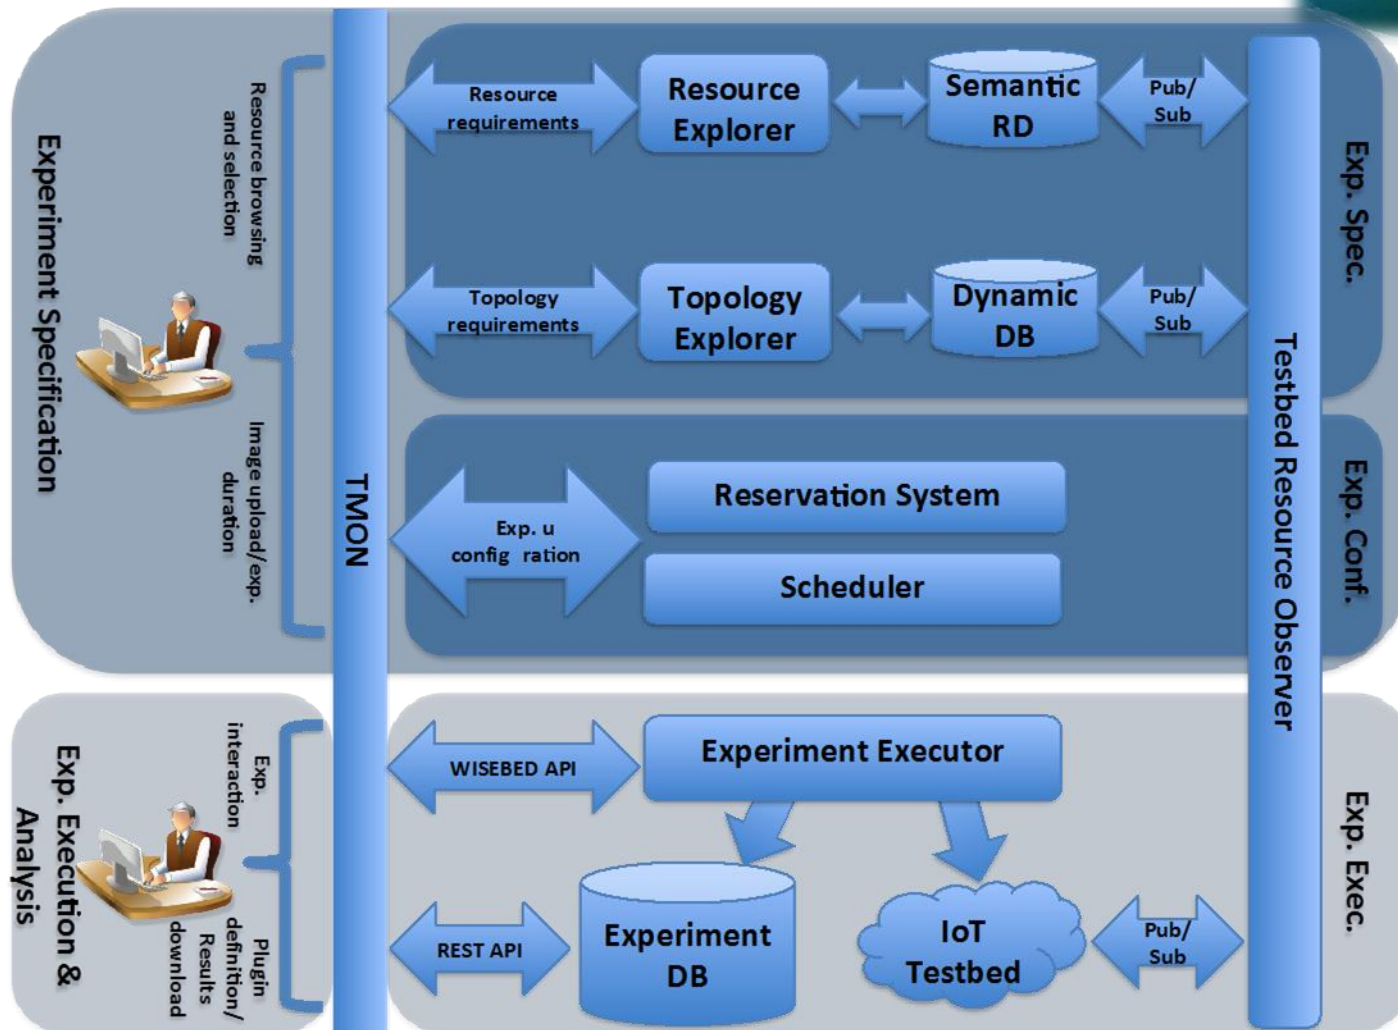 Experiment Specification
Resource browsing
and selection
Image upload/exp.
duration
TMON
Resource
requirements
Resource
Explorer
Semantic
RD
Pub/
Sub
Topology
requirements
Topology
Explorer
Dynamic
DB
Pub/
Sub
Exp. Spec.
Exp. u
config ration
Reservation System
Scheduler
Exp. Conf.
Testbed Resource Observer
Exp. Execution &
Analysis
Exp.
interaction
Plugin
definition/
Results
download
WISEBED API
Experiment Executor
REST API
Experiment
DB
IoT
Testbed
Pub/
Sub
Exp. Exec.